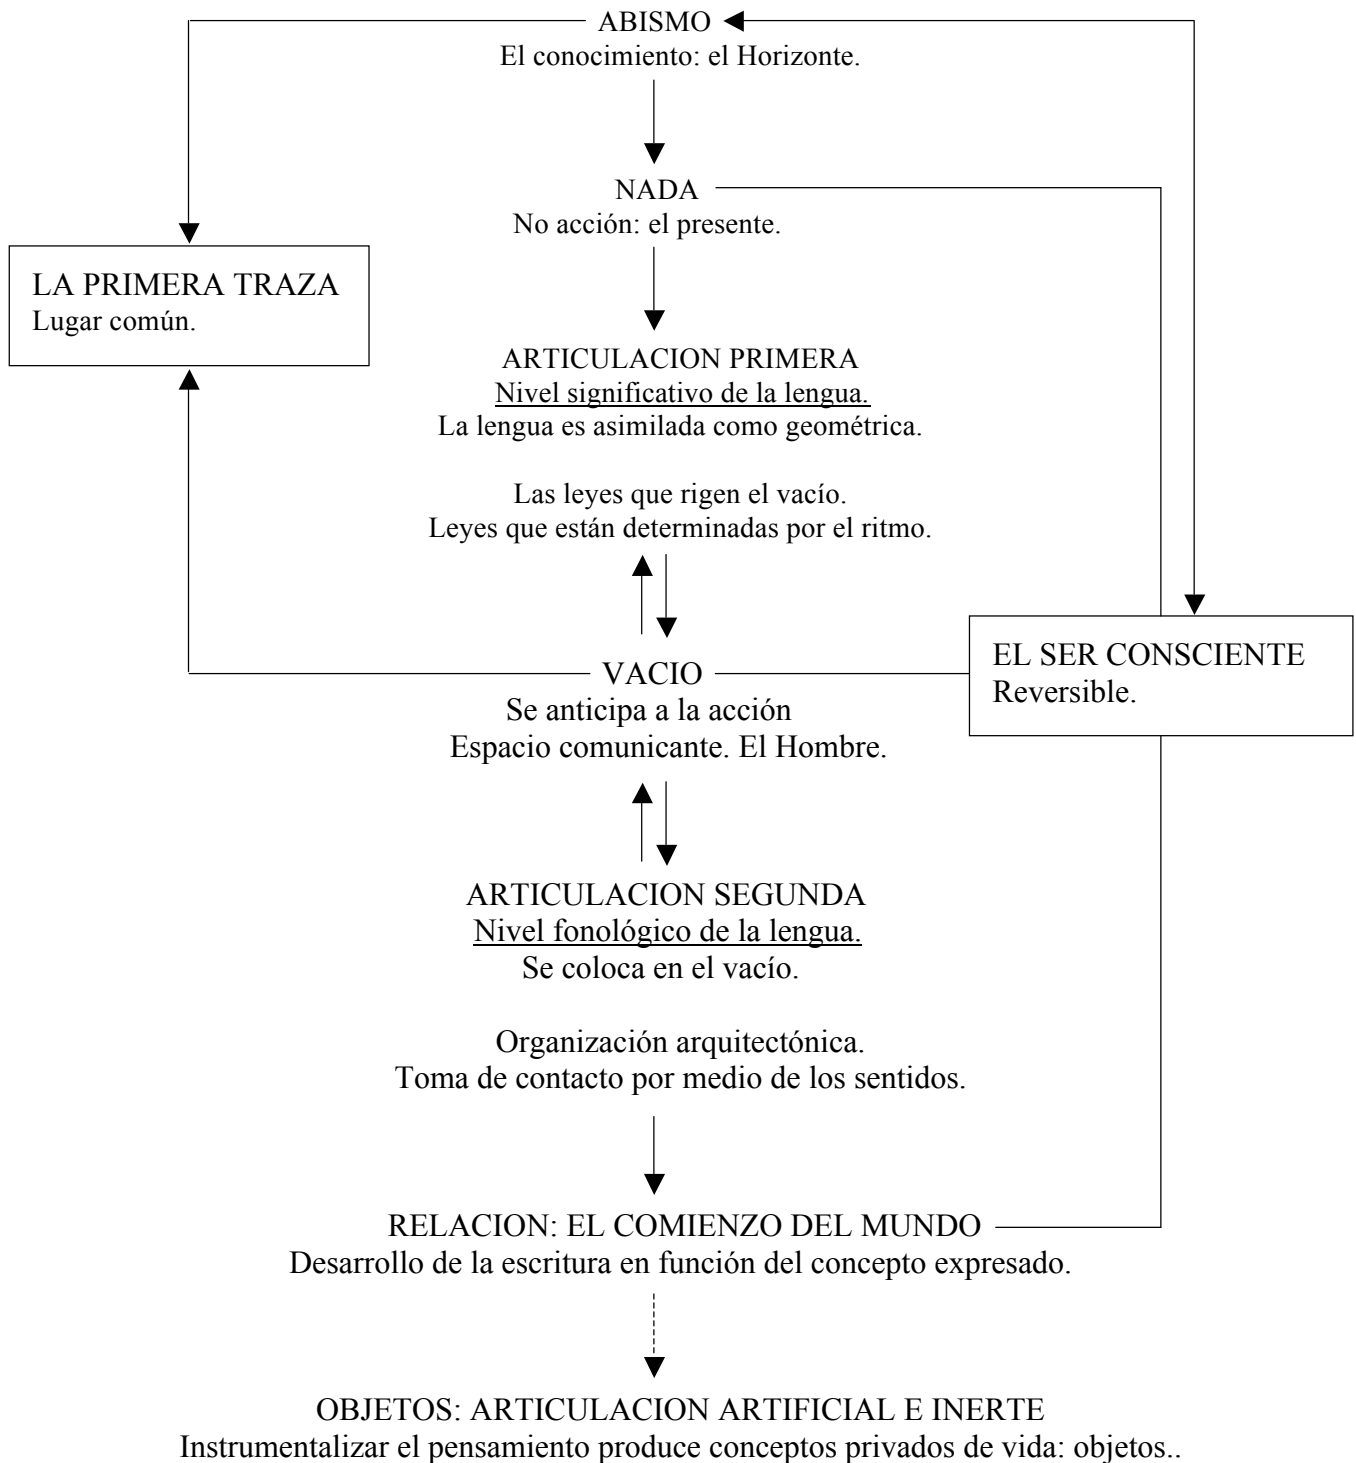 ABISMO
El conocimiento: el Horizonte.
NADA
No acción: el presente.
LA PRIMERA TRAZA
Lugar común.
ARTICULACION PRIMERA
Nivel significativo de la lengua.
La lengua es asimilada como geométrica.
Las leyes que rigen el vacío.
Leyes que están determinadas por el ritmo.
EL SER CONSCIENTE
Reversible.
VACIO
Se anticipa a la acción
Espacio comunicante. El Hombre.
ARTICULACION SEGUNDA
Nivel fonológico de la lengua.
Se coloca en el vacío.
Organización arquitectónica.
Toma de contacto por medio de los sentidos.
RELACION: EL COMIENZO DEL MUNDO
Desarrollo de la escritura en función del concepto expresado.
OBJETOS: ARTICULACION ARTIFICIAL E INERTE
Instrumentalizar el pensamiento produce conceptos privados de vida: objetos..